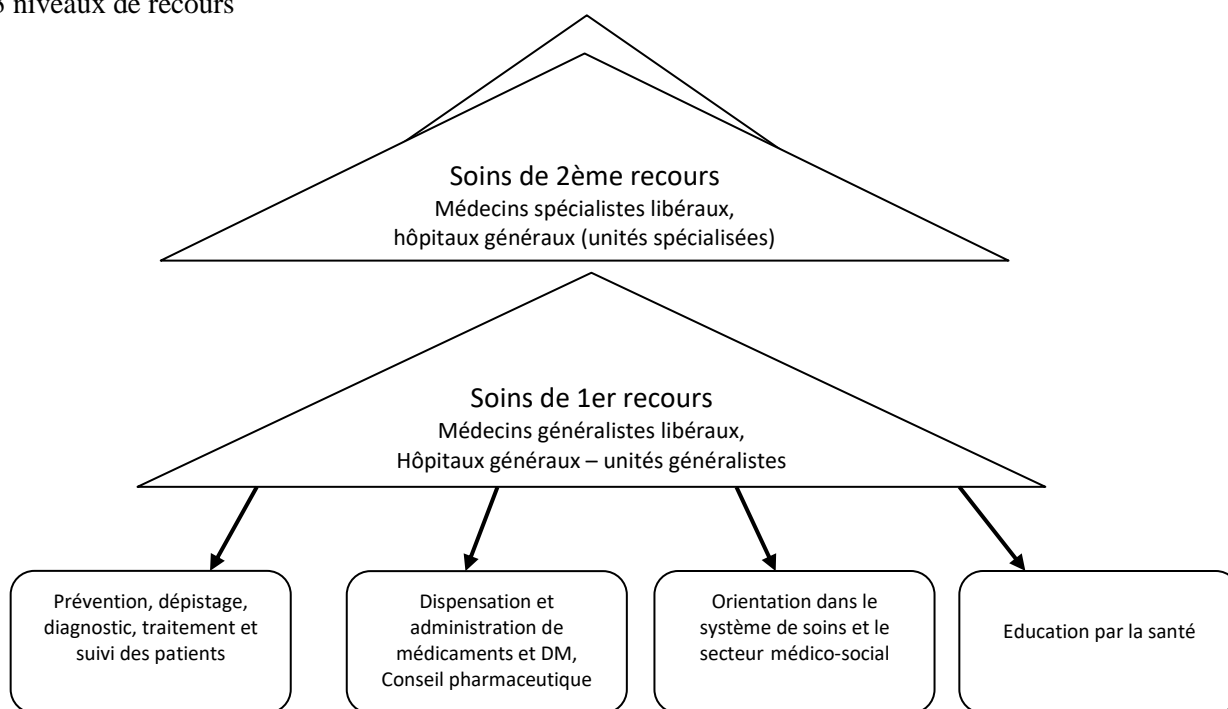 niveaux de recours
Soins de 2ème recours
Médecins spécialistes libéraux,
hôpitaux généraux (unités spécialisées)
Soins de 1er recours
Médecins généralistes libéraux,
Hôpitaux généraux – unités généralistes
Prévention, dépistage,
diagnostic, traitement et
suivi des patients
Dispensation et
administration de
médicaments et DM,
Conseil pharmaceutique
Orientation dans le
système de soins et le
secteur médico-social
Education par la santé